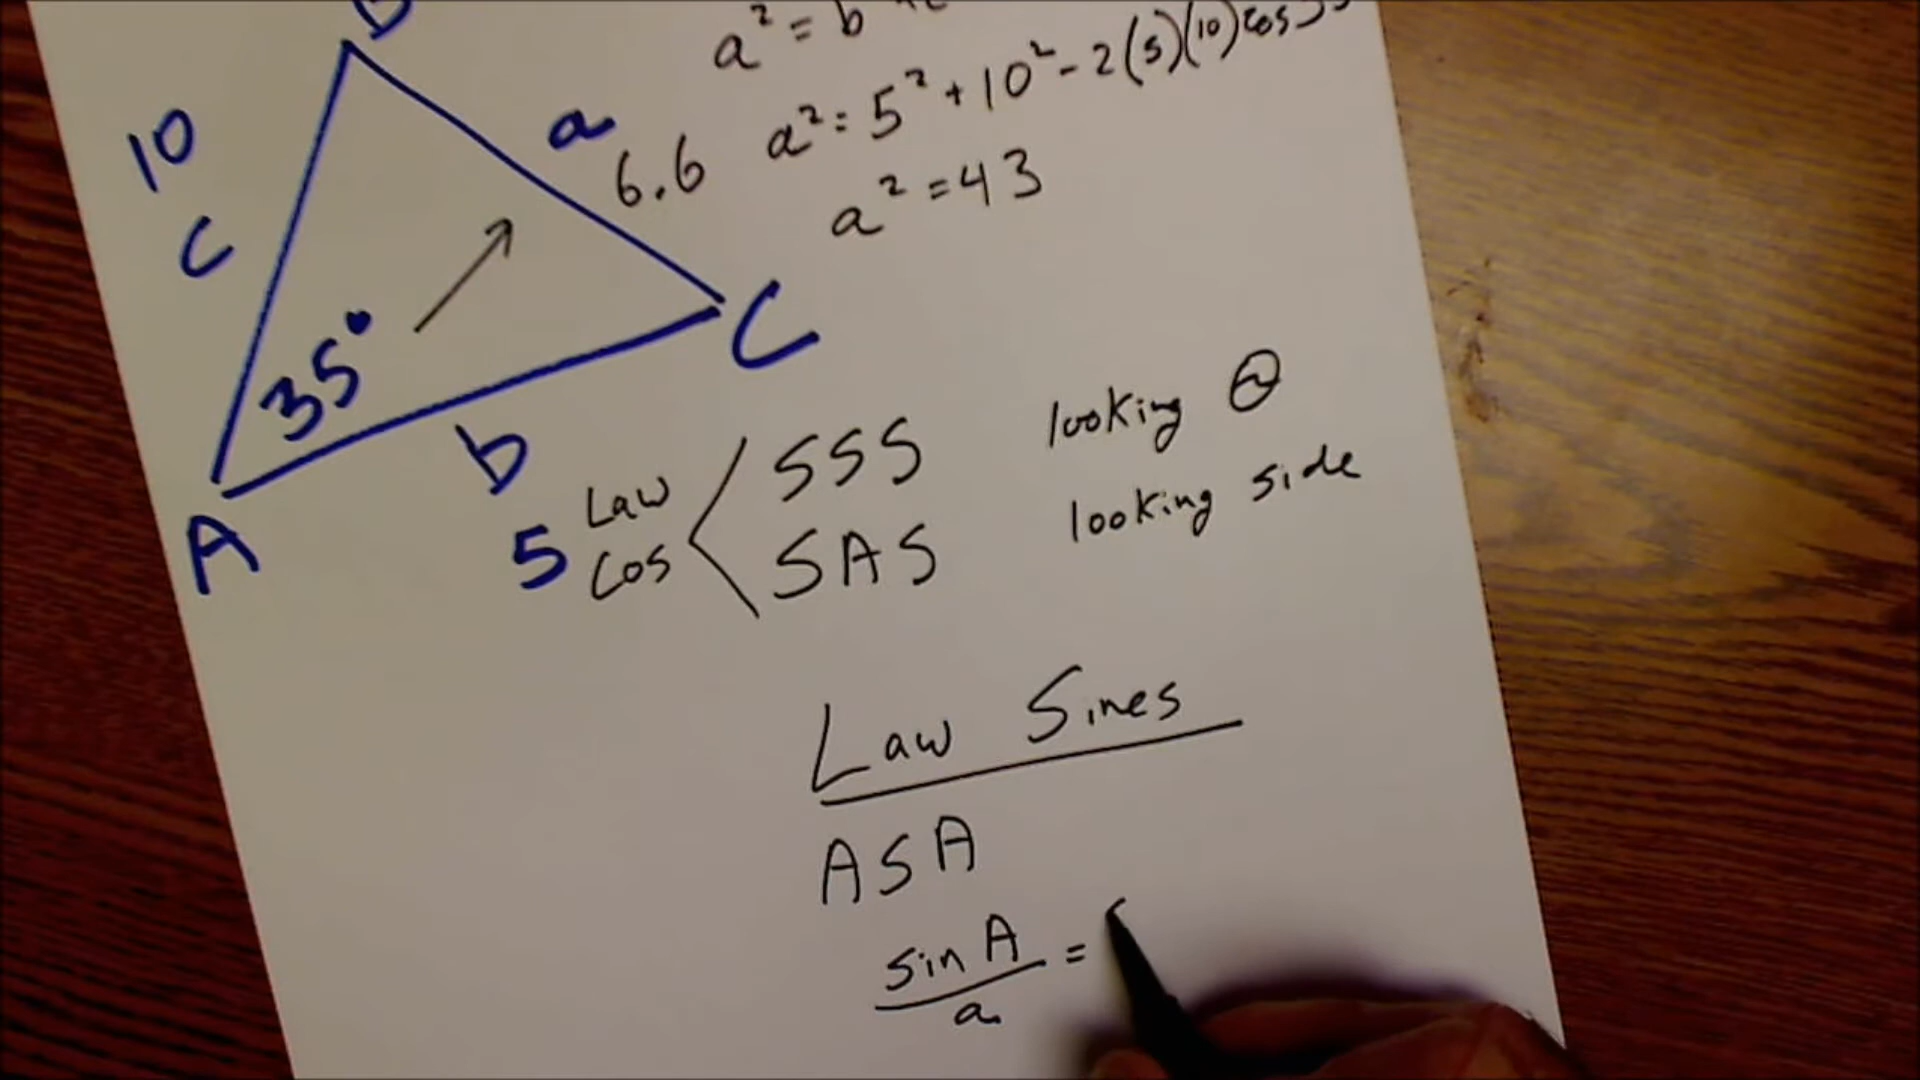 B
a² = b
10
a
a² = 5² + 10² - 2(5)(10) cos 35
6.6
a² = 43
c
35°
C
b
A
5
Law Cos
SSS looking Θ
SAS looking side
Law Sines
ASA
sin A
a
=